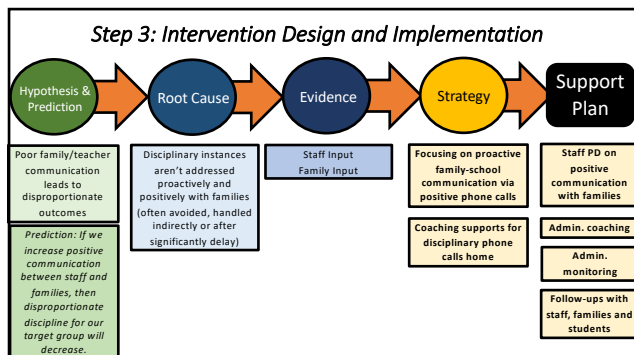 Step 3: Intervention Design and Implementation
Hypothesis &
Prediction
Root Cause
Evidence
Strategy
Support
Plan
Poor family/teacher
communication
leads to
disproportionate
outcomes
Prediction: If we
increase positive
communication
between staff and
families, then
disproportionate
discipline for our
target group will
decrease.
Disciplinary instances
aren't addressed
proactively and
positively with families
(often avoided, handled
indirectly or after
significantly delay)
Staff Input
Family Input
Focusing on proactive
family-school
communication via
positive phone calls
Coaching supports for
disciplinary phone
calls home
Staff PD on
positive
communication
with families
Admin. coaching
Admin.
monitoring
Follow-ups with
staff, families and
students